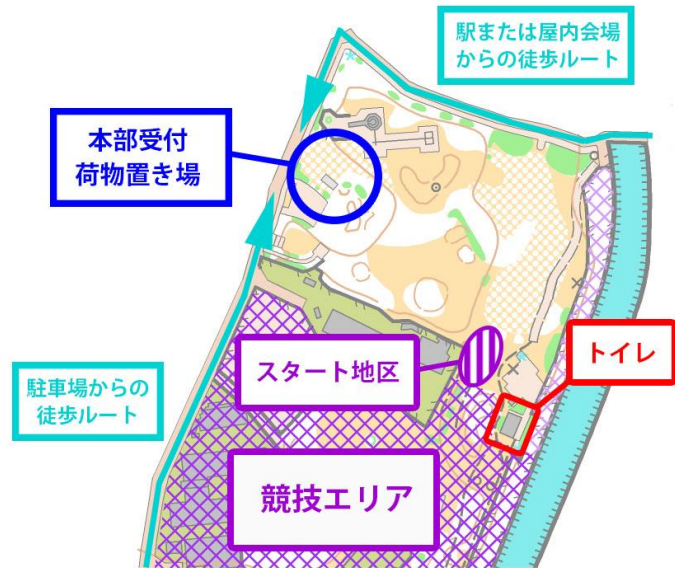 駅または屋内会場
からの徒歩ルート
本部受付
荷物置き場
スタート地区
トイレ
駐車場からの
徒歩ルート
競技エリア